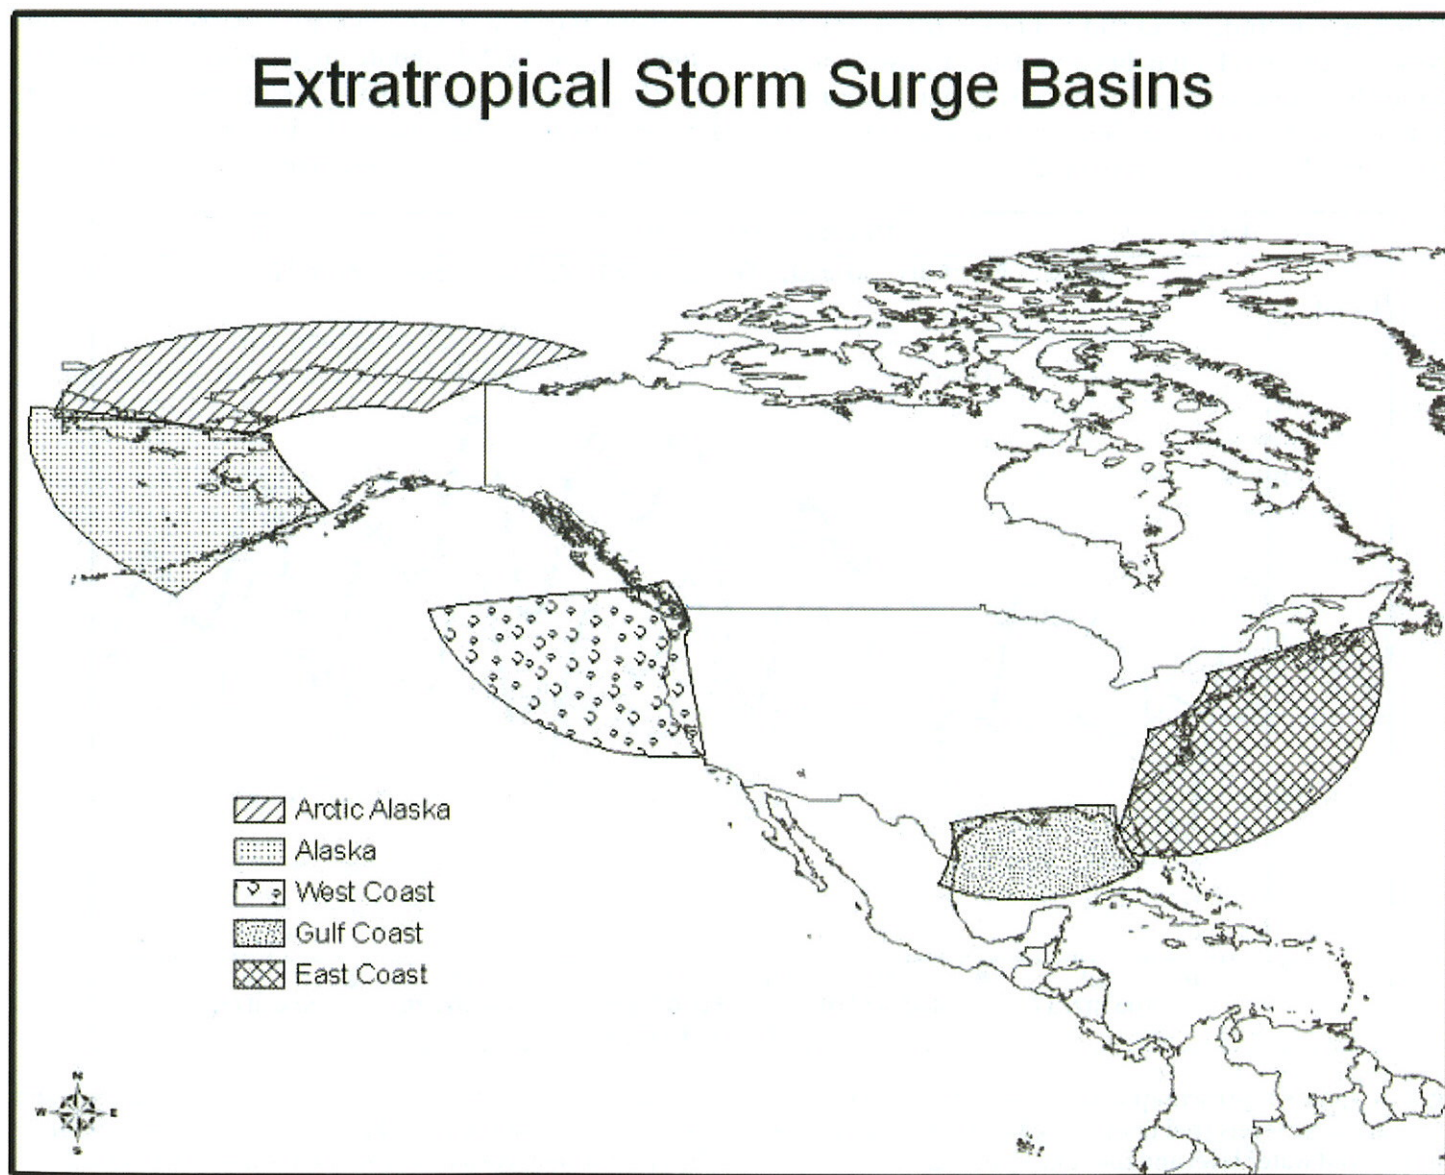 Extratropical Storm Surge Basins
Arctic Alaska
Alaska
West Coast
Gulf Coast
East Coast
N
W E
S